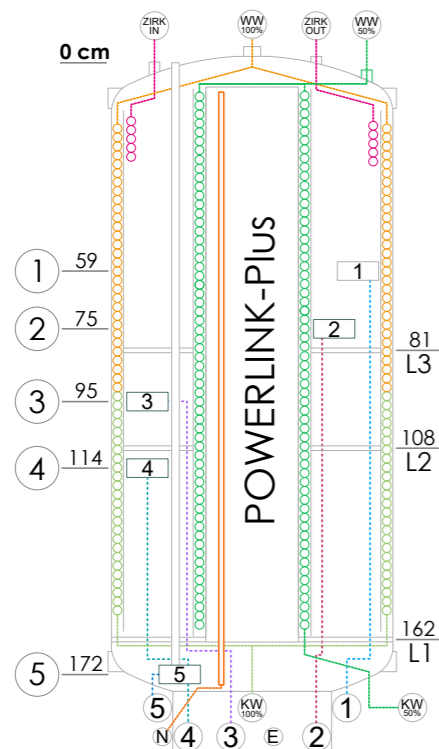 ZIRK
IN
WW
100%
ZIRK
OUT
WW
50%
0 cm
1
59
1
2
75
2
81
L3
3
95
3
108
L2
4
114
4
POWERLINK-Plus
162
L1
5
172
5
5
N
4
3
KW
100%
E
2
1
KW
50%